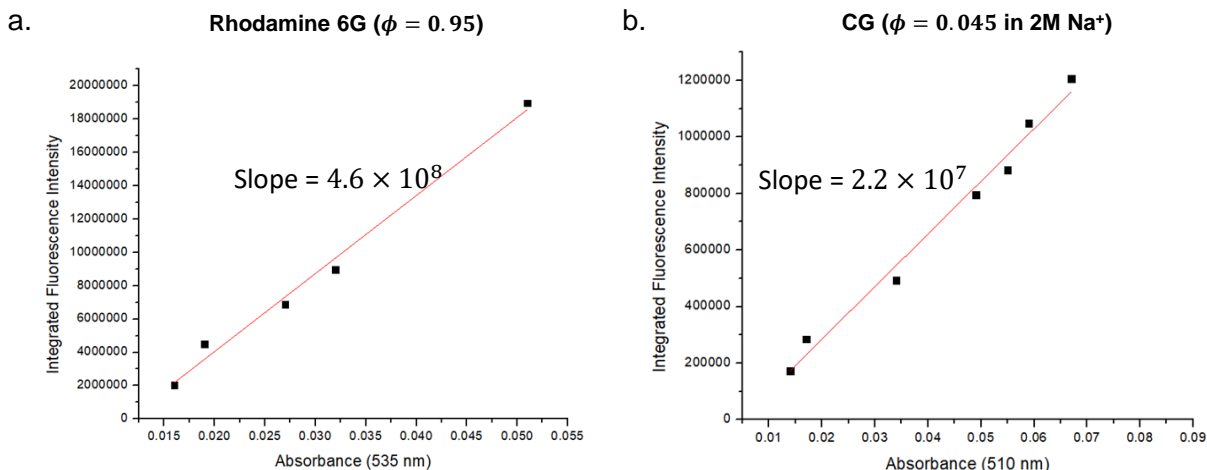 a.
Rhodamine 6G (ϕ = 0.95)
Integrated Fluorescence Intensity
20000000
18000000
16000000
14000000
12000000
10000000
8000000
6000000
4000000
2000000
0
Slope = 4.6 × 10⁸
0.015 0.020 0.025 0.030 0.035 0.040 0.045 0.050 0.055
Absorbance (535 nm)
b.
CG (ϕ = 0.045 in 2M Na⁺)
Integrated Fluorescence Intensity
1200000
1000000
800000
600000
400000
200000
0
Slope = 2.2 × 10⁷
0.01 0.02 0.03 0.04 0.05 0.06 0.07 0.08 0.09
Absorbance (510 nm)